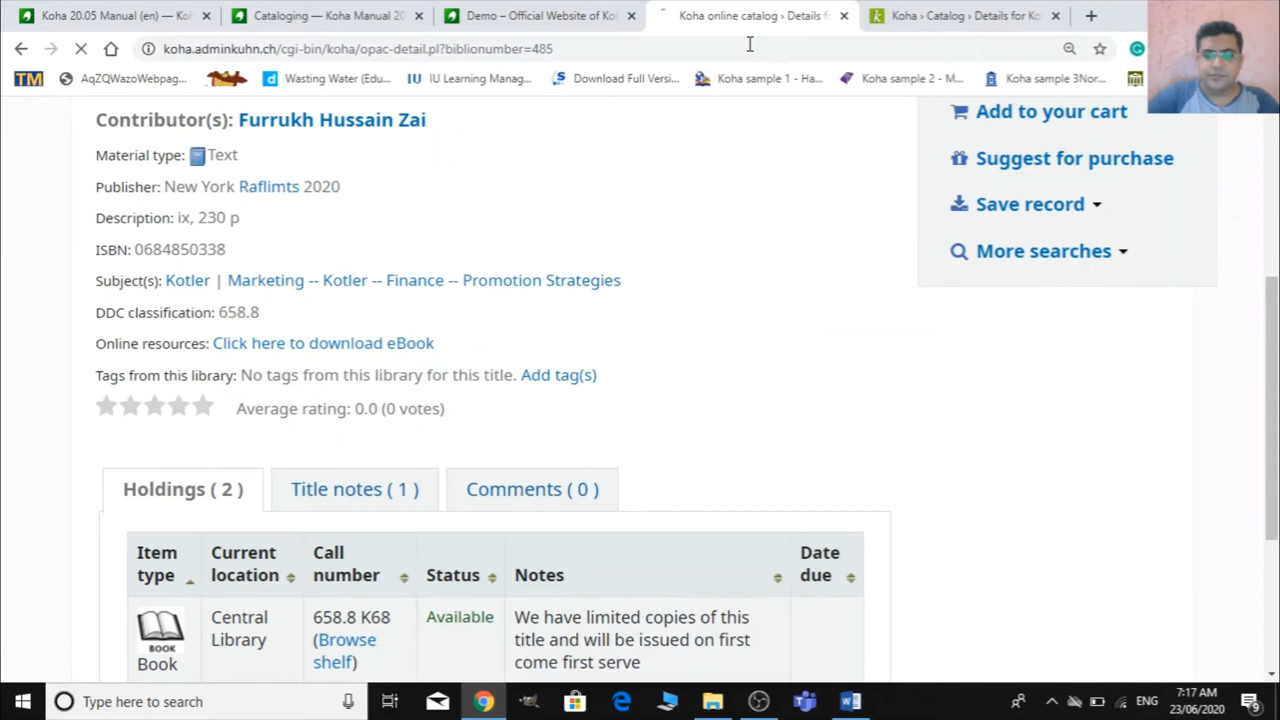 Koha 20.05 Manual (en) — Koh
Cataloging — Koha Manual 20
Demo – Official Website of Ko
Koha online catalog › Details fo
Koha › Catalog › Details for Ko
koha.adminkuhn.ch/cgi-bin/koha/opac-detail.pl?biblionumber=485
TM
AqZQWazoWebpag...
Wasting Water (Edu...
IU Learning Manag...
Download Full Versi...
Koha sample 1 - Ha...
Koha sample 2 - M...
Koha sample 3Nor...
Contributor(s): Furrukh Hussain Zai
Material type: Text
Publisher: New York Raflimts 2020
Description: ix, 230 p
ISBN: 0684850338
Subject(s): Kotler | Marketing -- Kotler -- Finance -- Promotion Strategies
DDC classification: 658.8
Online resources: Click here to download eBook
Tags from this library: No tags from this library for this title. Add tag(s)
Average rating: 0.0 (0 votes)
Add to your cart
Suggest for purchase
Save record
More searches
Holdings ( 2 )
Title notes ( 1 )
Comments ( 0 )
Item type
Current location
Call number
Status
Notes
Date due
BOOK
Book
Central Library
658.8 K68 (Browse shelf)
Available
We have limited copies of this
title and will be issued on first
come first serve
Type here to search
ENG
7:17 AM
23/06/2020
9